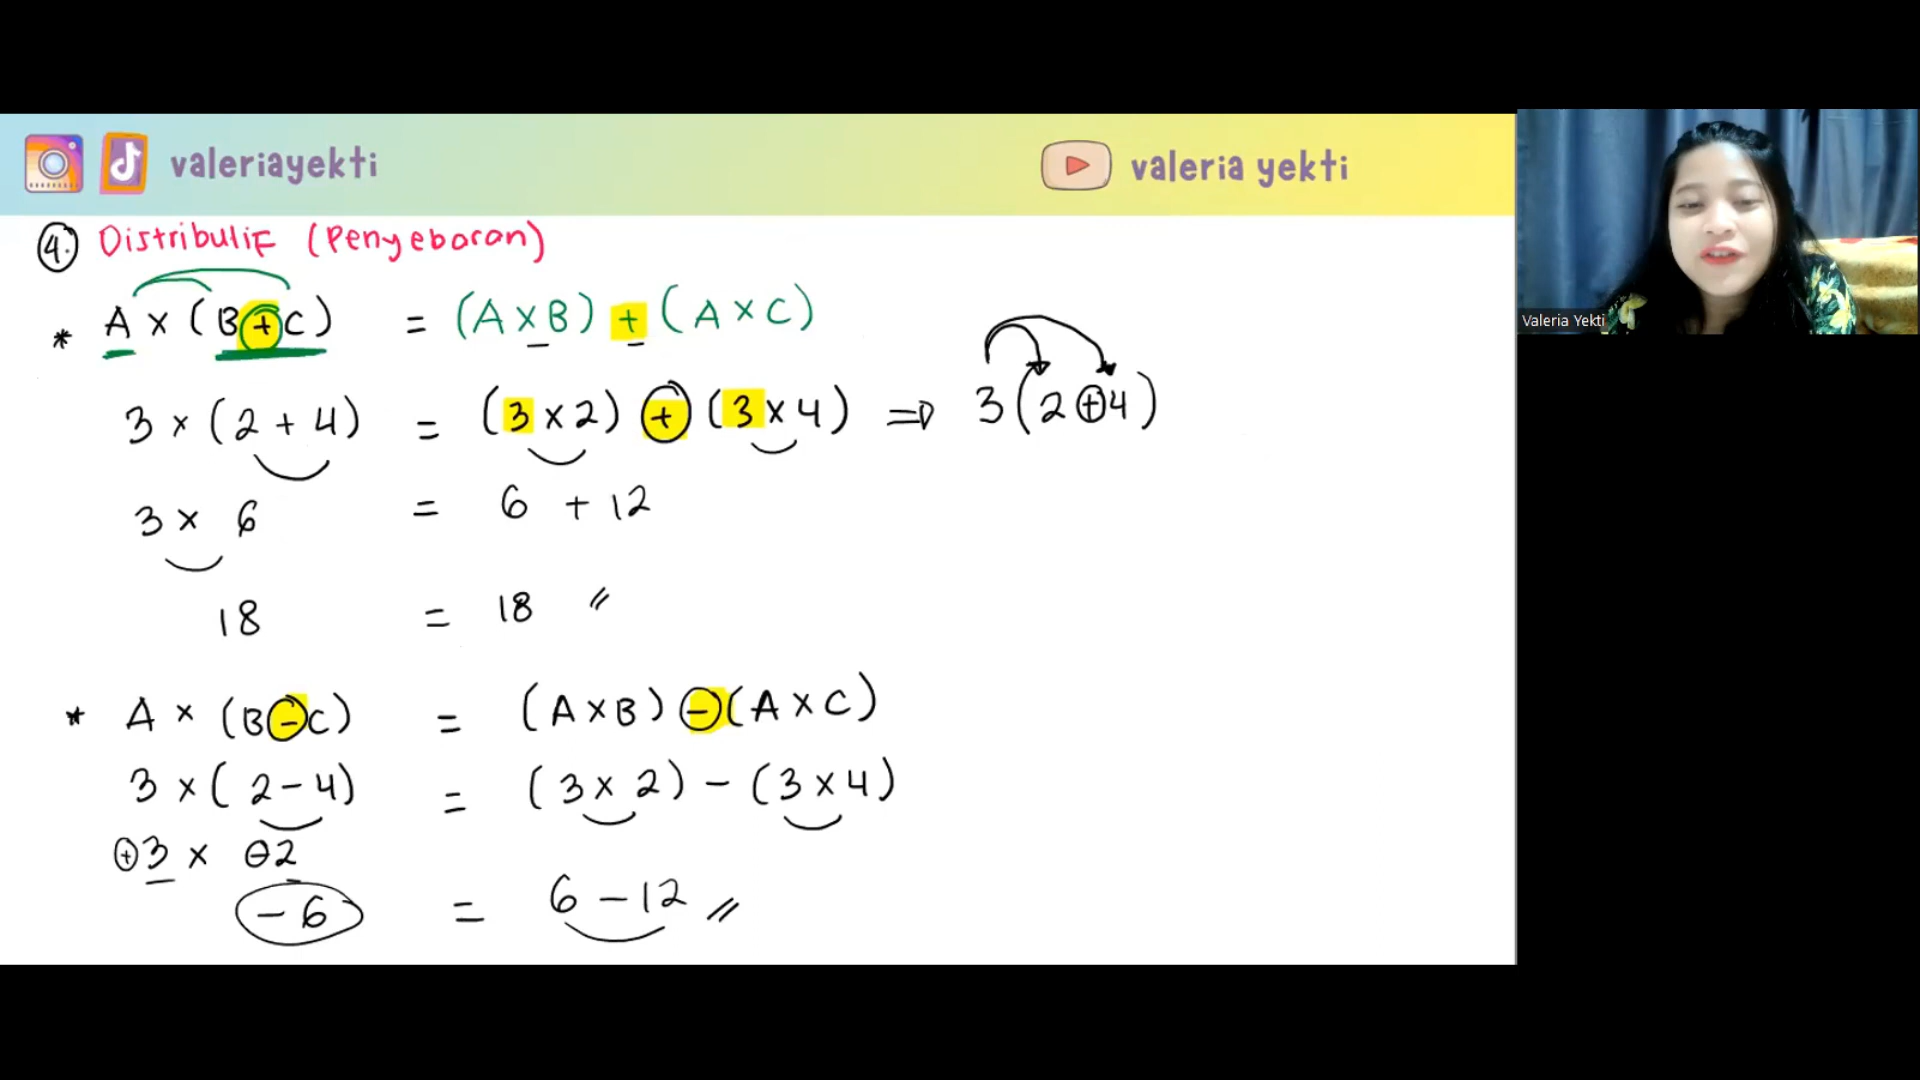 valeriayekti
valeria yekti
Valeria Yekti
4. Distribulif (Penyebaran)
* A × (B + C) = (A × B) + (A × C)
3 × (2 + 4) = (3 × 2) + (3 × 4) ⇒ 3(2 + 4)
3 × 6 = 6 + 12
18 = 18 //
* A × (B - C) = (A × B) - (A × C)
3 × (2 - 4) = (3 × 2) - (3 × 4)
+3 × -2
-6 = 6 - 12 //